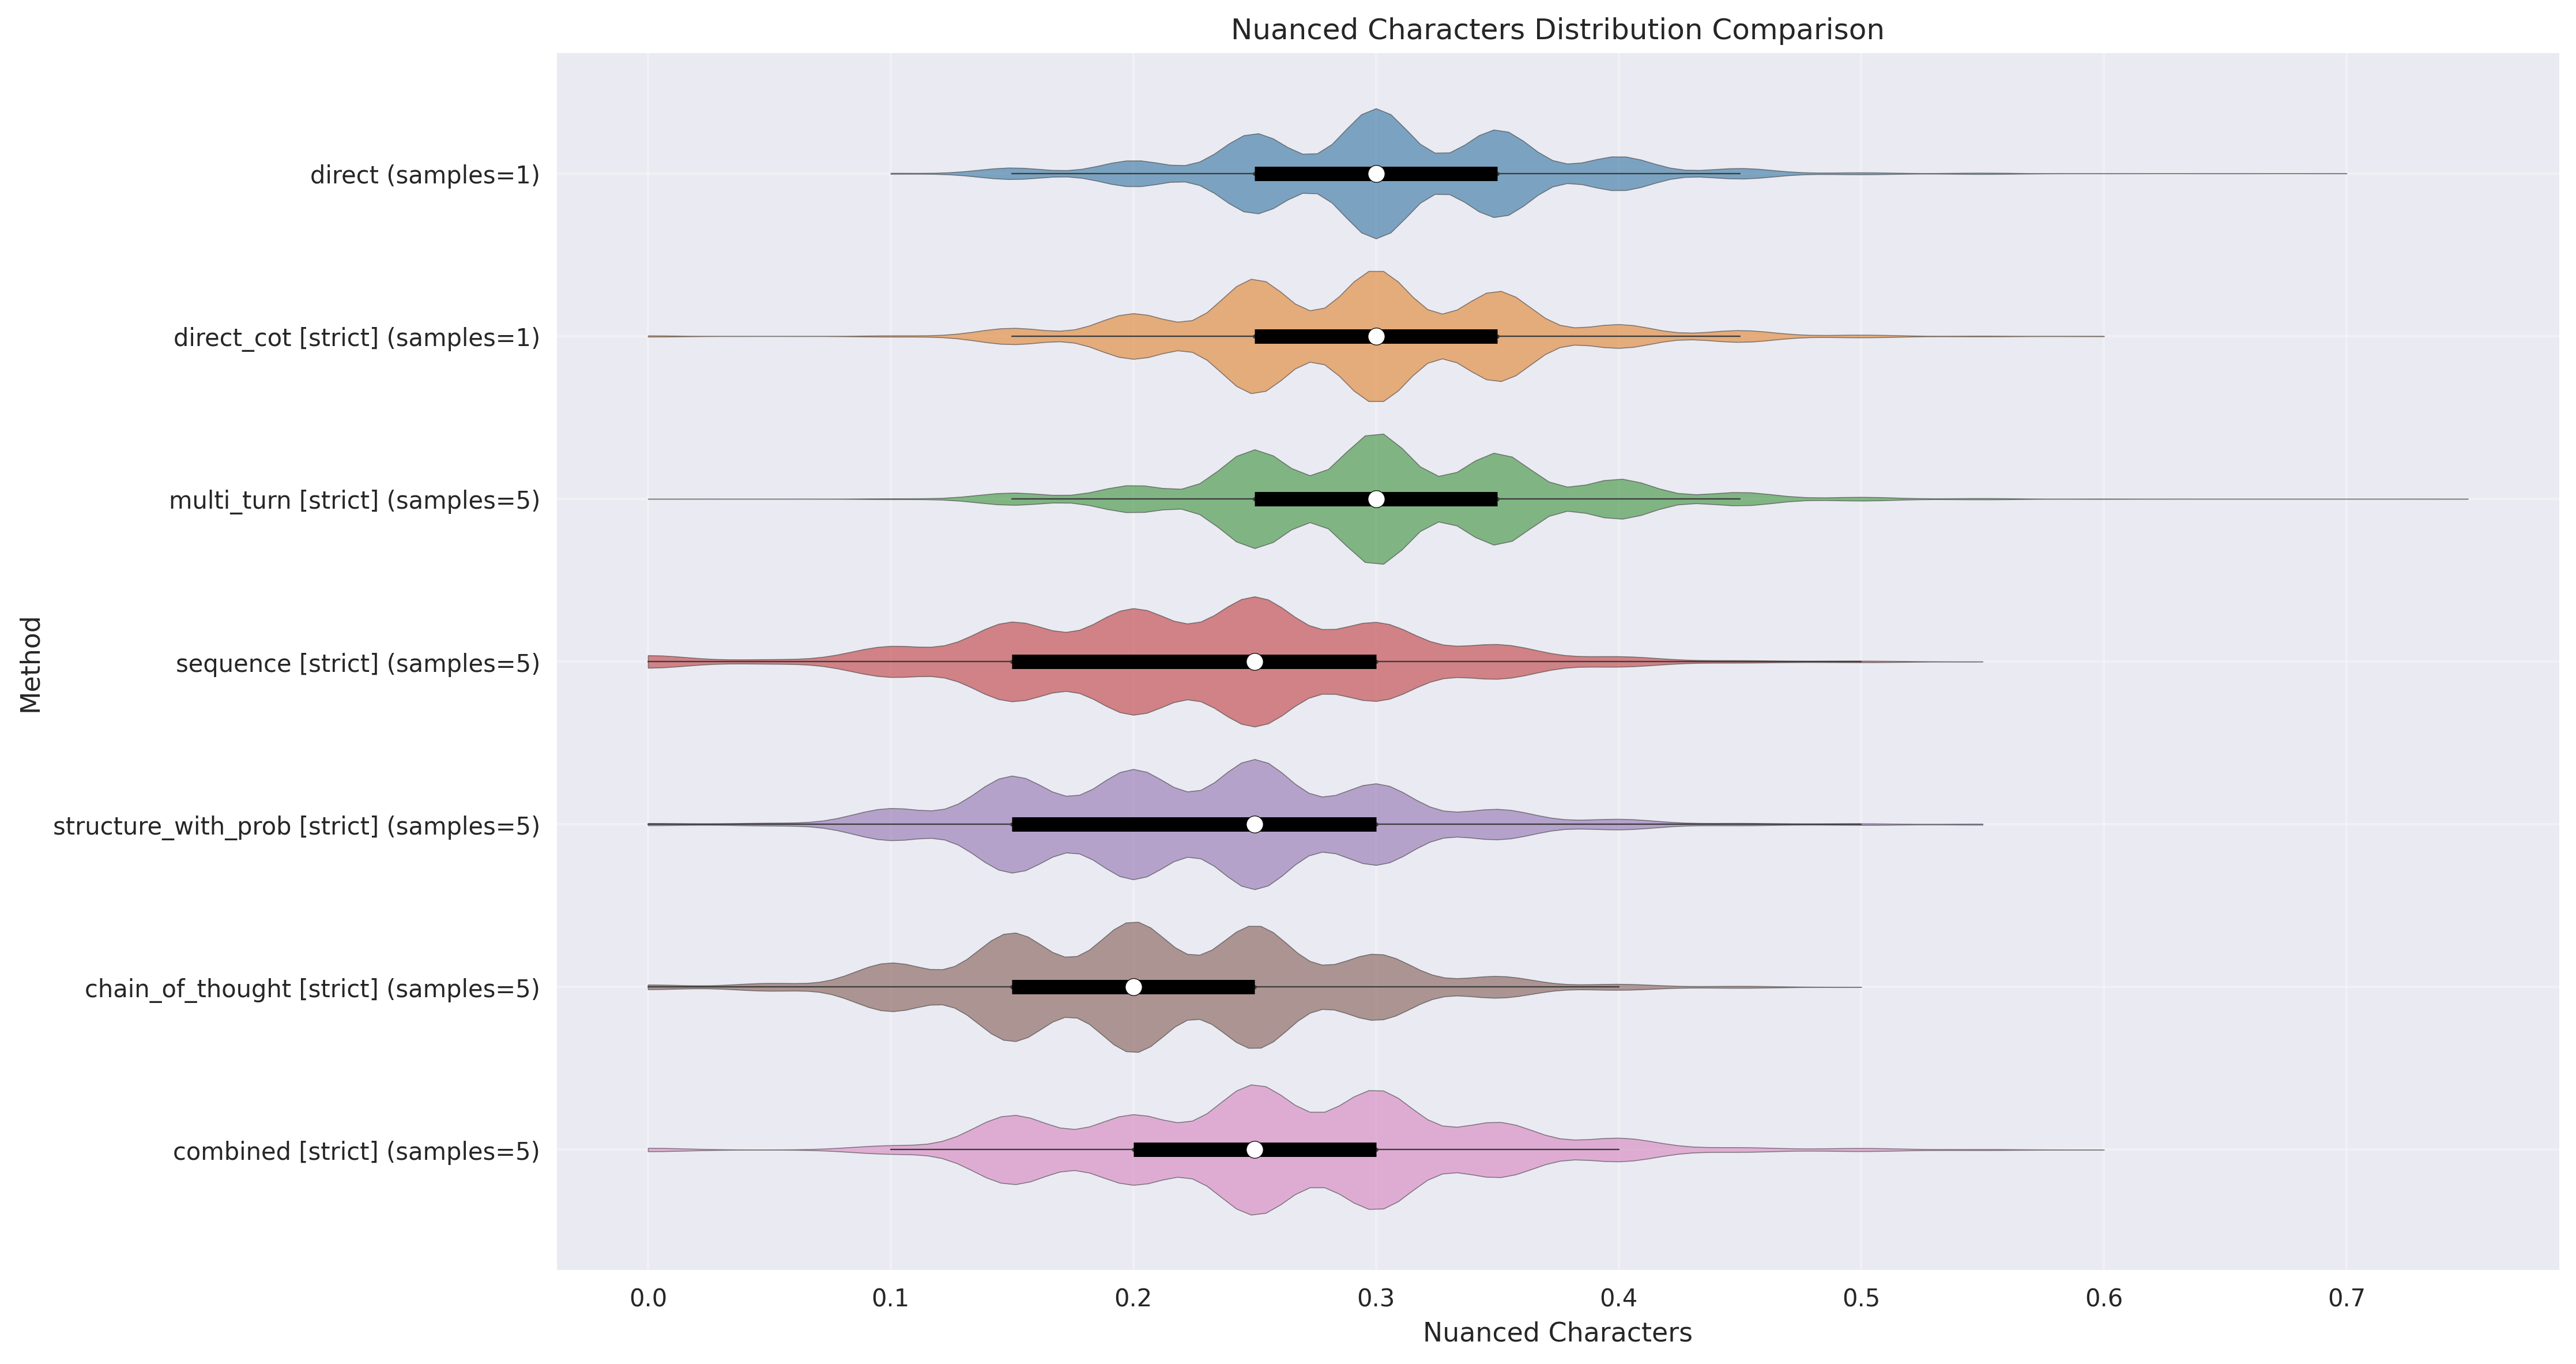 Nuanced Characters Distribution Comparison
Method
direct (samples=1)
direct_cot [strict] (samples=1)
multi_turn [strict] (samples=5)
sequence [strict] (samples=5)
structure_with_prob [strict] (samples=5)
chain_of_thought [strict] (samples=5)
combined [strict] (samples=5)
0.0 0.1 0.2 0.3 0.4 0.5 0.6 0.7
Nuanced Characters